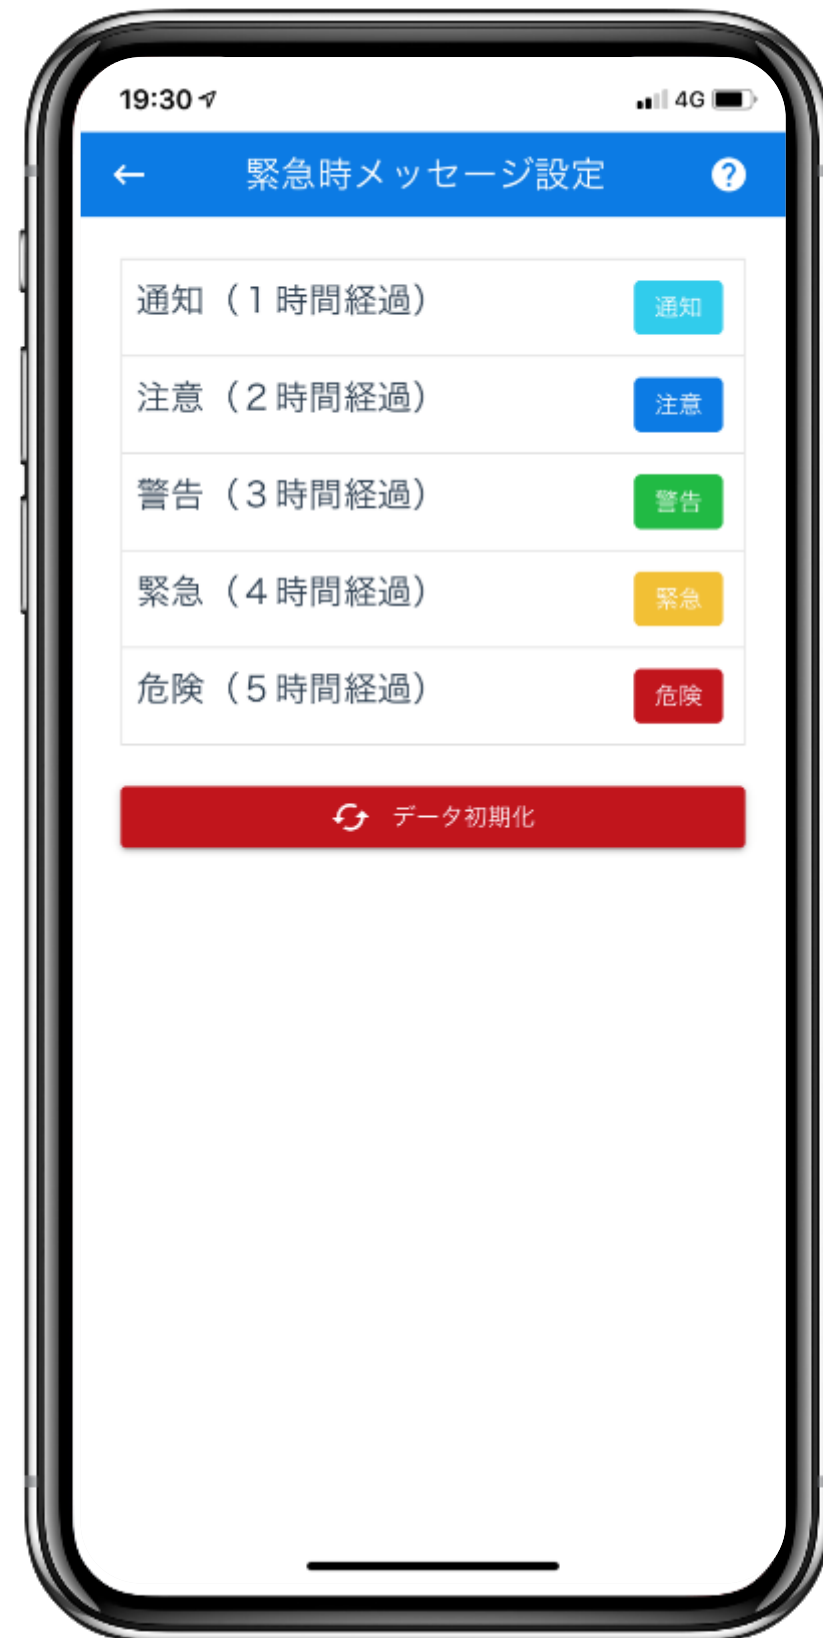 19:30
4G
緊急時メッセージ設定
?
通知（１時間経過）
通知
注意（２時間経過）
注意
警告（３時間経過）
警告
緊急（４時間経過）
緊急
危険（５時間経過）
危険
データ初期化